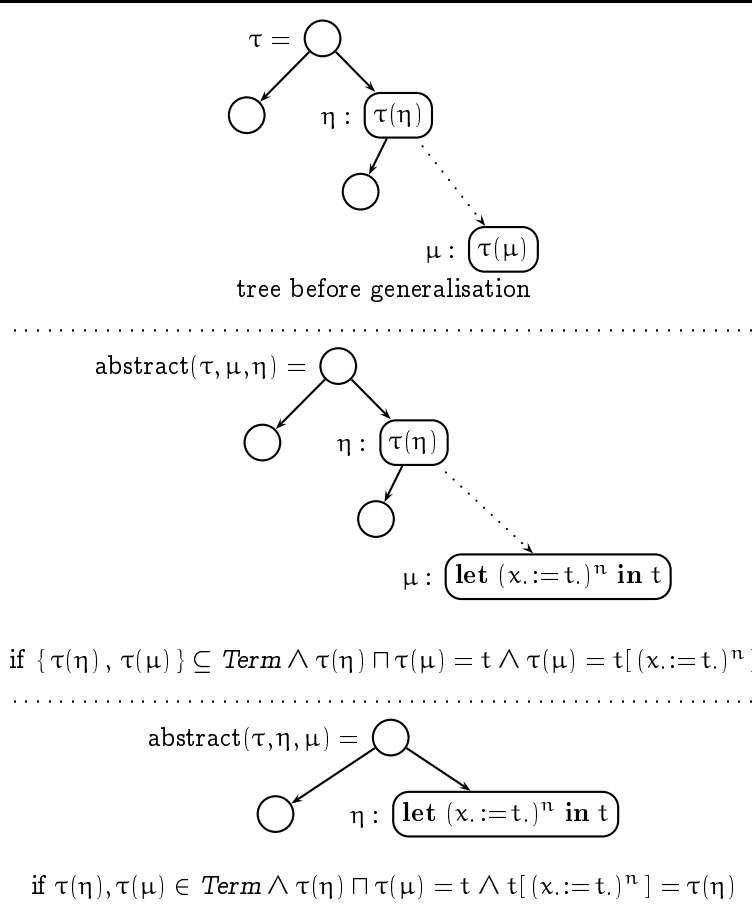 τ =
η : τ(η)
μ : τ(μ)
tree before generalisation
abstract(τ,μ,η) =
η : τ(η)
μ : let (x.:=t.)ⁿ in t
if {τ(η) , τ(μ)} ⊆ Term ∧ τ(η) ⊓ τ(μ) = t ∧ τ(μ) = t[ (x.:=t.)ⁿ ]
abstract(τ,η,μ) =
η : let (x.:=t.)ⁿ in t
if τ(η),τ(μ) ∈ Term ∧ τ(η) ⊓ τ(μ) = t ∧ t[ (x.:=t.)ⁿ ] = τ(η)